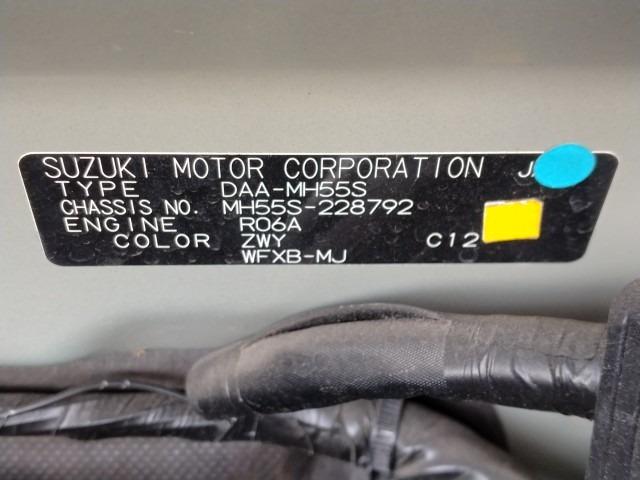 SUZUKI MOTOR CORPORATION
TYPE DAA-MH55S
CHASSIS NO. MH55S-228792
ENGINE R06A
COLOR ZWY C12
WFXB-MJ